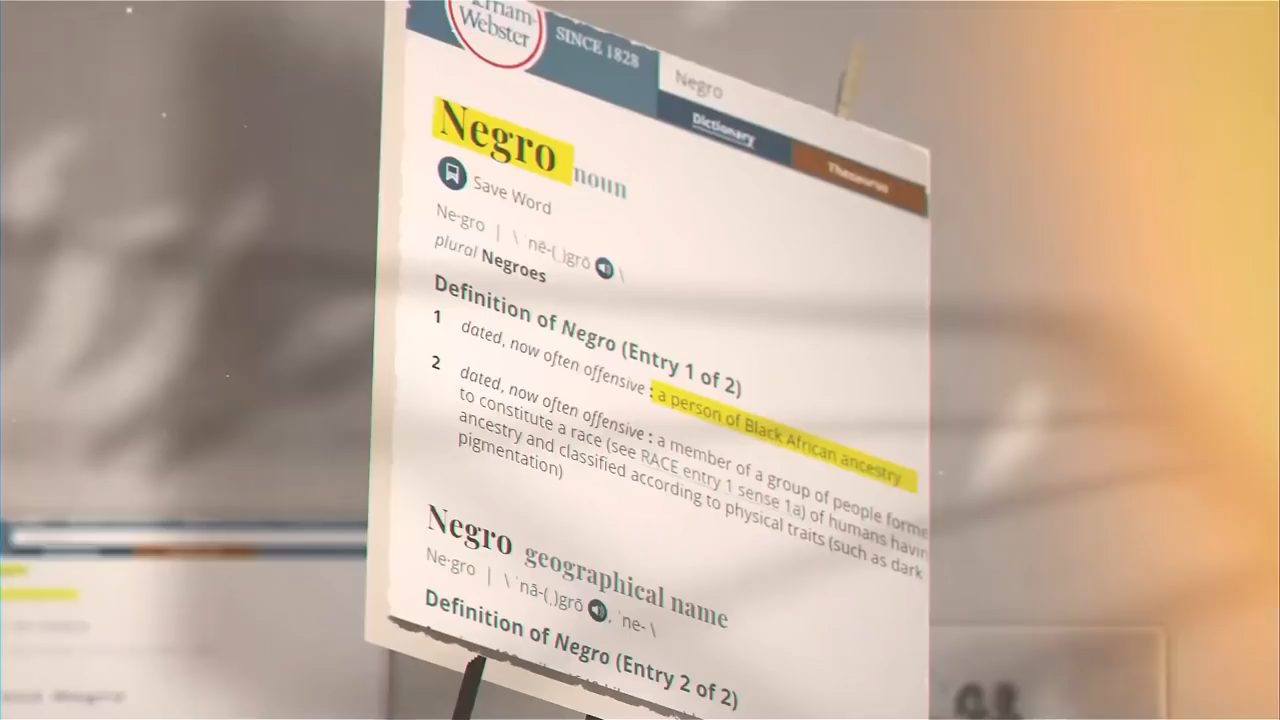 Webster
SINCE 1828
Negro
Dictionary
Thesaurus
Negro noun
Save Word
Ne·gro | \ ˈnē-(ˌ)grō \
plural Negroes
Definition of Negro (Entry 1 of 2)
1 dated, now often offensive : a person of Black African ancestry
2 dated, now often offensive : a member of a group of people forme
to constitute a race (see RACE entry 1 sense 1a) of humans havin
ancestry and classified according to physical traits (such as dark
pigmentation)
Negro geographical name
Ne·gro | \ ˈnā-(ˌ)grō , ˈne- \
Definition of Negro (Entry 2 of 2)